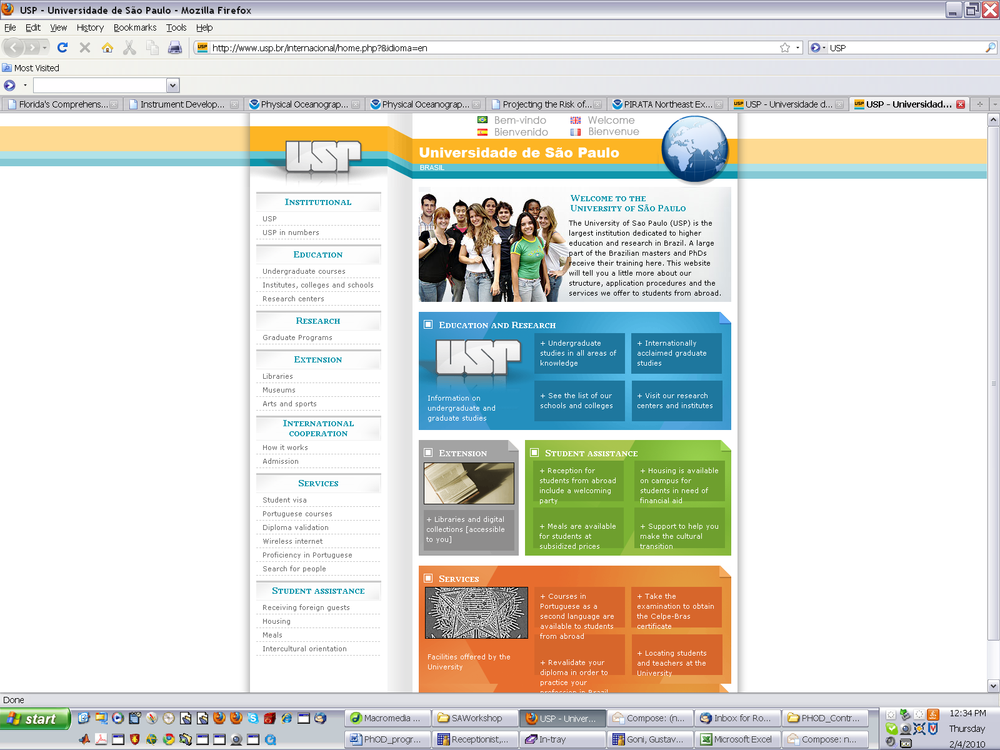 USP - Universidade de São Paulo - Mozilla Firefox
File Edit View History Bookmarks Tools Help
http://www.usp.br/internacional/home.php?&idioma=en
USP
Most Visited
Florida's Comprehens...
Instrument Develop...
Physical Oceanograp...
Physical Oceanograp...
Projecting the Risk of...
PIRATA Northeast Ex...
USP - Universidade d...
USP - Universidad...
Bem-vindo
Welcome
Bienvenido
Bienvenue
USP
Universidade de São Paulo
BRASIL
Institutional
USP
USP in numbers
Education
Undergraduate courses
Institutes, colleges and schools
Research centers
Research
Graduate Programs
Extension
Libraries
Museums
Arts and sports
International
cooperation
How it works
Admission
Services
Student visa
Portuguese courses
Diploma validation
Wireless internet
Proficiency in Portuguese
Search for people
Student assistance
Receiving foreign guests
Housing
Meals
Intercultural orientation
Welcome to the
University of São Paulo
The University of Sao Paulo (USP) is the
largest institution dedicated to higher
education and research in Brazil. A large
part of the Brazilian masters and PhDs
receive their training here. This website
will tell you a little more about our
structure, application procedures and the
services we offer to students from abroad.
Education and Research
USP
Information on
undergraduate and
graduate studies
+ Undergraduate
studies in all areas of
knowledge
+ Internationally
acclaimed graduate
studies
+ See the list of our
schools and colleges
+ Visit our research
centers and institutes
Extension
+ Libraries and digital
collections [accessible
to you]
Student assistance
+ Reception for
students from abroad
include a welcoming
party
+ Housing is available
on campus for
students in need of
financial aid
+ Meals are available
for students at
subsidized prices
+ Support to help you
make the cultural
transition
Services
Facilities offered by the
University
+ Courses in
Portuguese as a
second language are
available to students
from abroad
+ Take the
examination to obtain
the Celpe-Bras
certificate
+ Revalidate your
diploma in order to
practice your
profession in Brazil
+ Locating students
and teachers at the
University
Done
start
Macromedia ...
SAWorkshop
USP - Univer...
Compose: (n...
Inbox for Ro...
PHOD_Contr...
PhOD_progr...
Receptionist,...
In-tray
Goni, Gustav...
Microsoft Excel
Compose: n...
12:34 PM
Thursday
2/4/2010